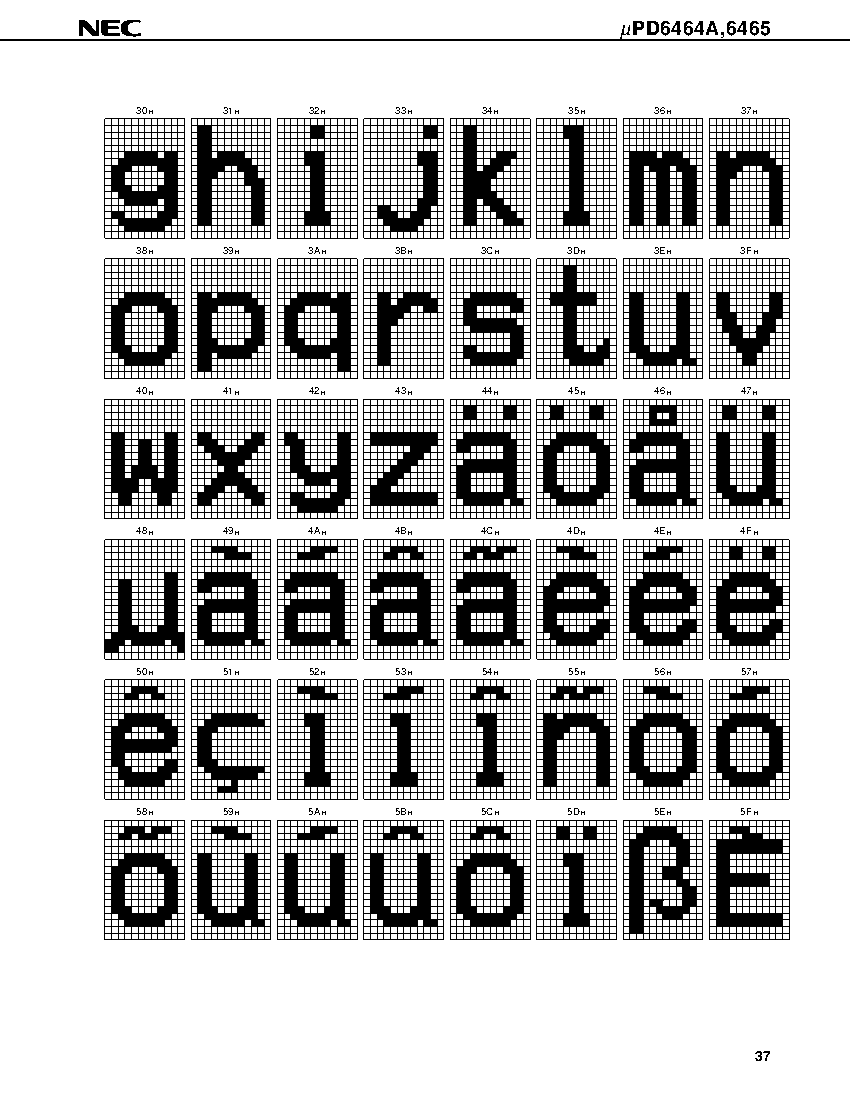 NEC μPD6464A,6465
30H 31H 32H 33H 34H 35H 36H 37H
g h i j k l m n
38H 39H 3AH 3BH 3CH 3DH 3EH 3FH
o p q r s t u v
40H 41H 42H 43H 44H 45H 46H 47H
w x y z ä ö å ü
48H 49H 4AH 4BH 4CH 4DH 4EH 4FH
µ à á â ã è é ë
50H 51H 52H 53H 54H 55H 56H 57H
ê ç ì í î ñ ò ó
58H 59H 5AH 5BH 5CH 5DH 5EH 5FH
õ ù ú û ô ï ß È
37